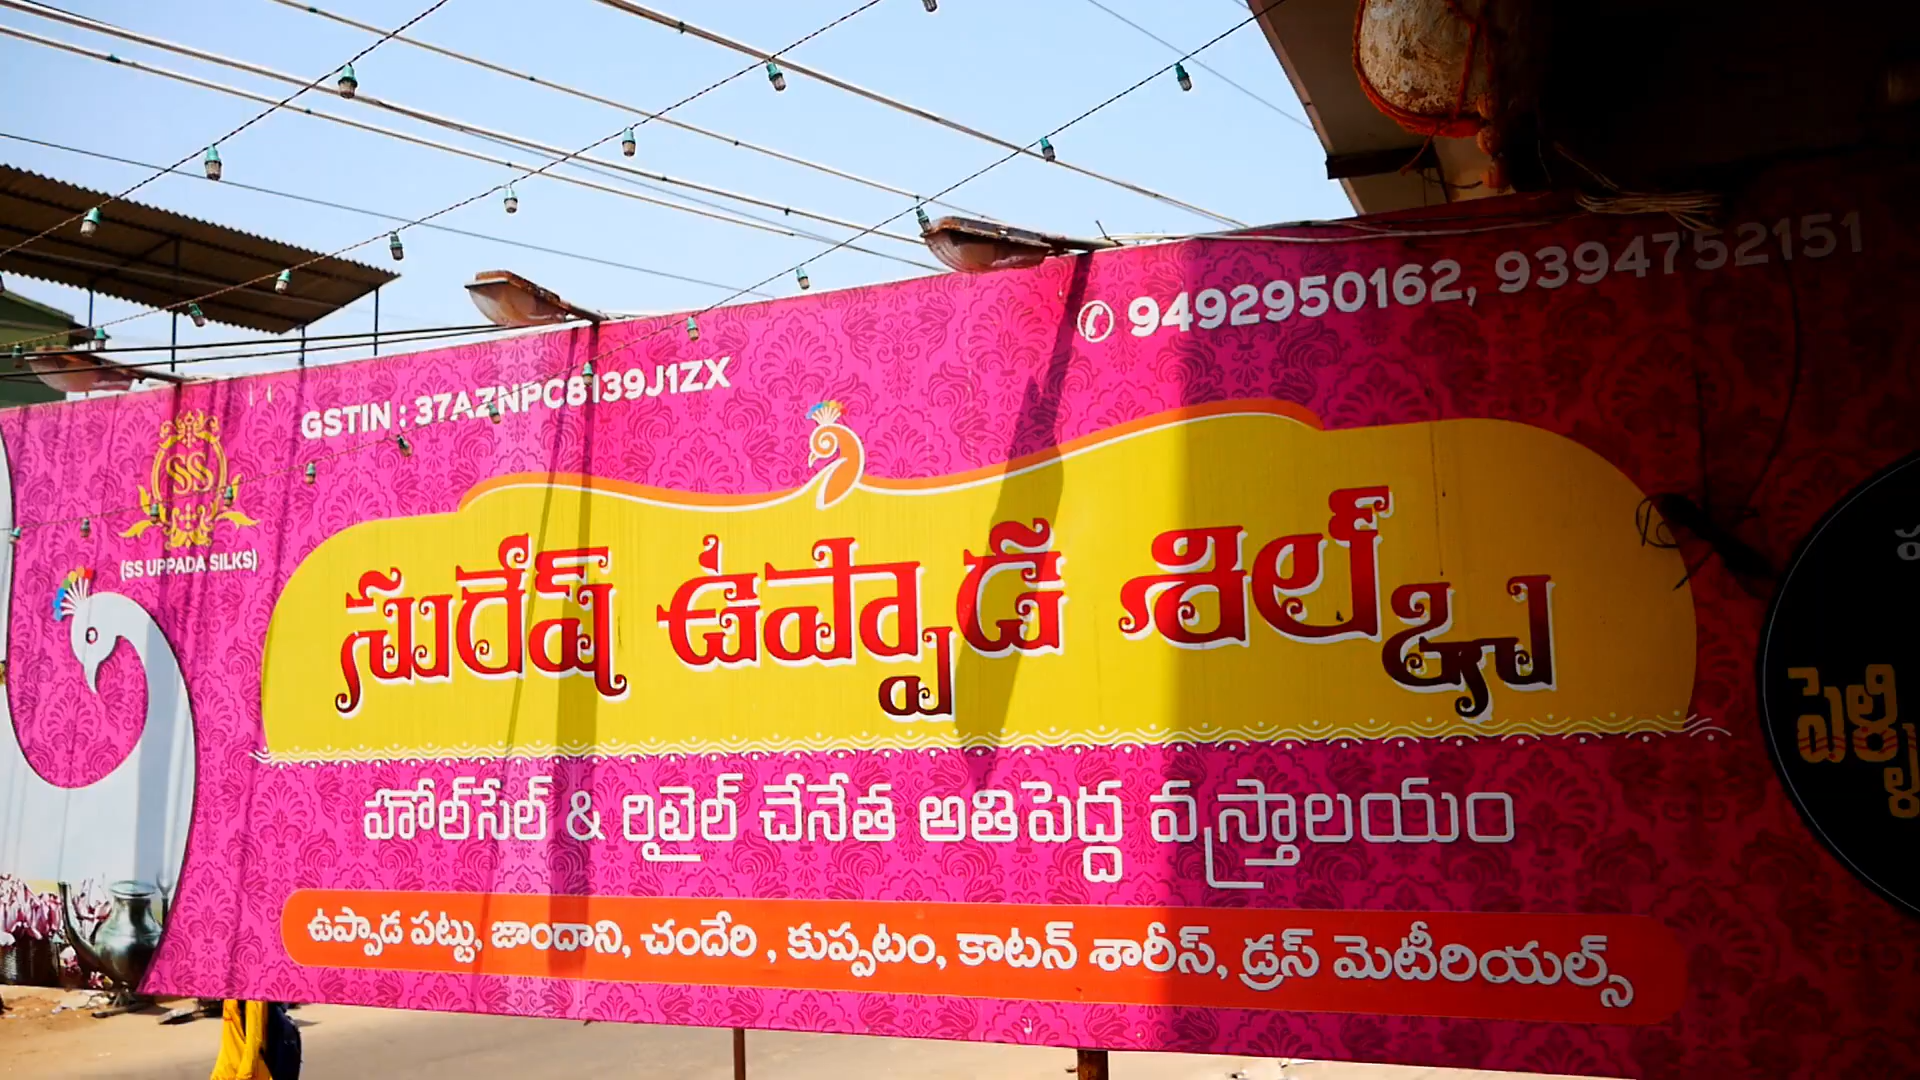 9492950162, 9394752151
GSTIN : 37AZNPC8139J1ZX
SS
(SS UPPADA SILKS)
సురేష్ ఉప్పాడ శిల్క్స్
హోల్‌సేల్ & రిటైల్ చేనేత అతిపెద్ద వస్త్రాలయం
ఉప్పాడ పట్టు, జాందాని, చందేరి, కుప్పటం, కాటన్ శారీస్, డ్రస్ మెటీరియల్స్